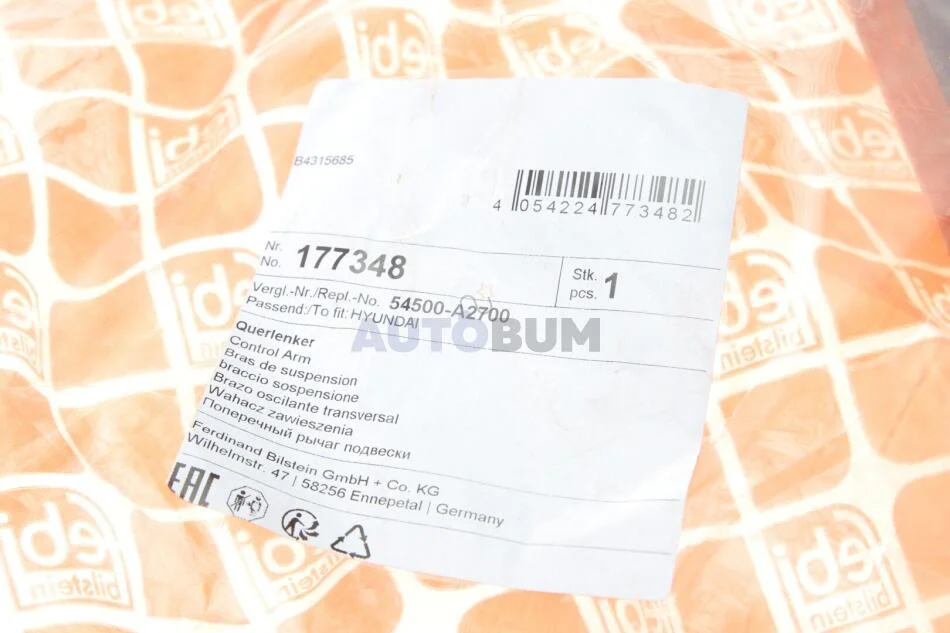 B4315685
4 054224 773482
Nr.
No. 177348
Stk.
pcs. 1
Vergl.-Nr./Repl.-No. 54500-A2700
Passend:/To fit: HYUNDAI
AUTOBUM
Querlenker
Control Arm
Bras de suspension
braccio sospensione
Brazo oscilante transversal
Wahacz zawieszenia
Поперечный рычаг подвески
Ferdinand Bilstein GmbH + Co. KG
Wilhelmstr. 47 | 58256 Ennepetal | Germany
EAC
febi
bilstein